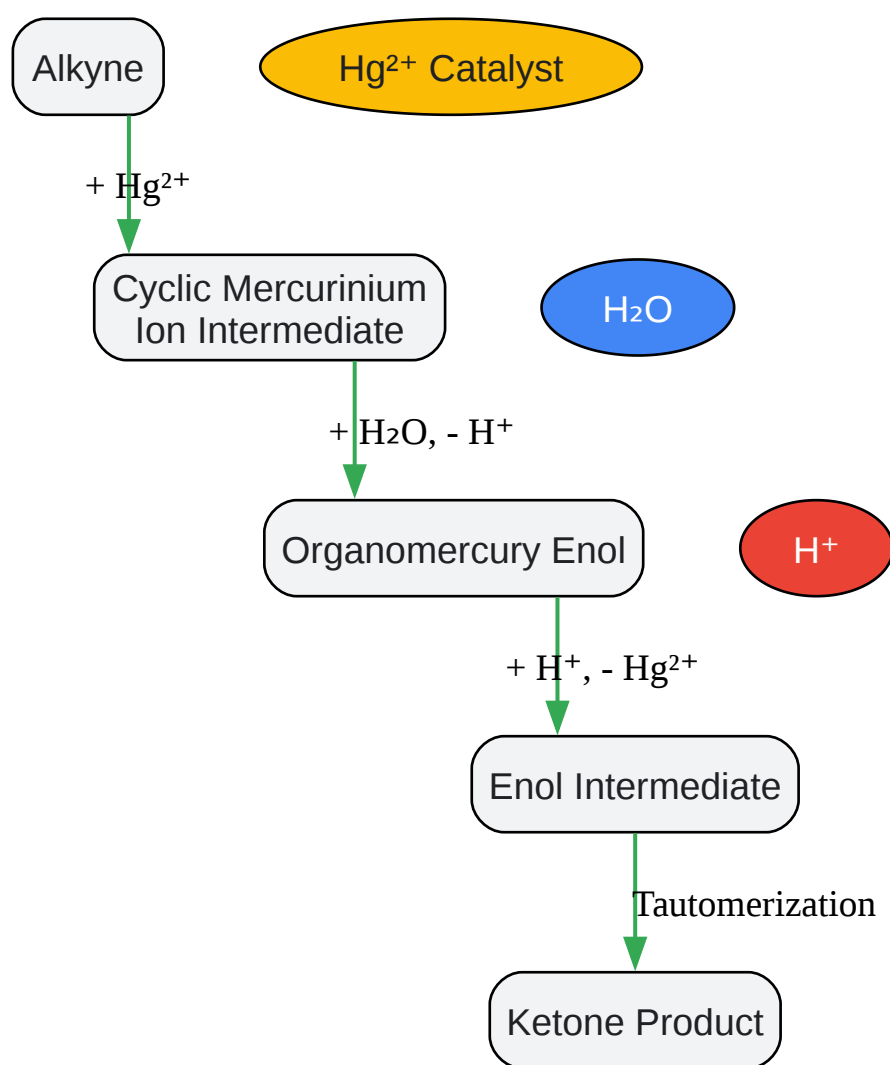 Alkyne
Hg²⁺ Catalyst
+ Hg²⁺
Cyclic Mercurinium
Ion Intermediate
H₂O
+ H₂O, - H⁺
Organomercury Enol
H⁺
+ H⁺, - Hg²⁺
Enol Intermediate
Tautomerization
Ketone Product